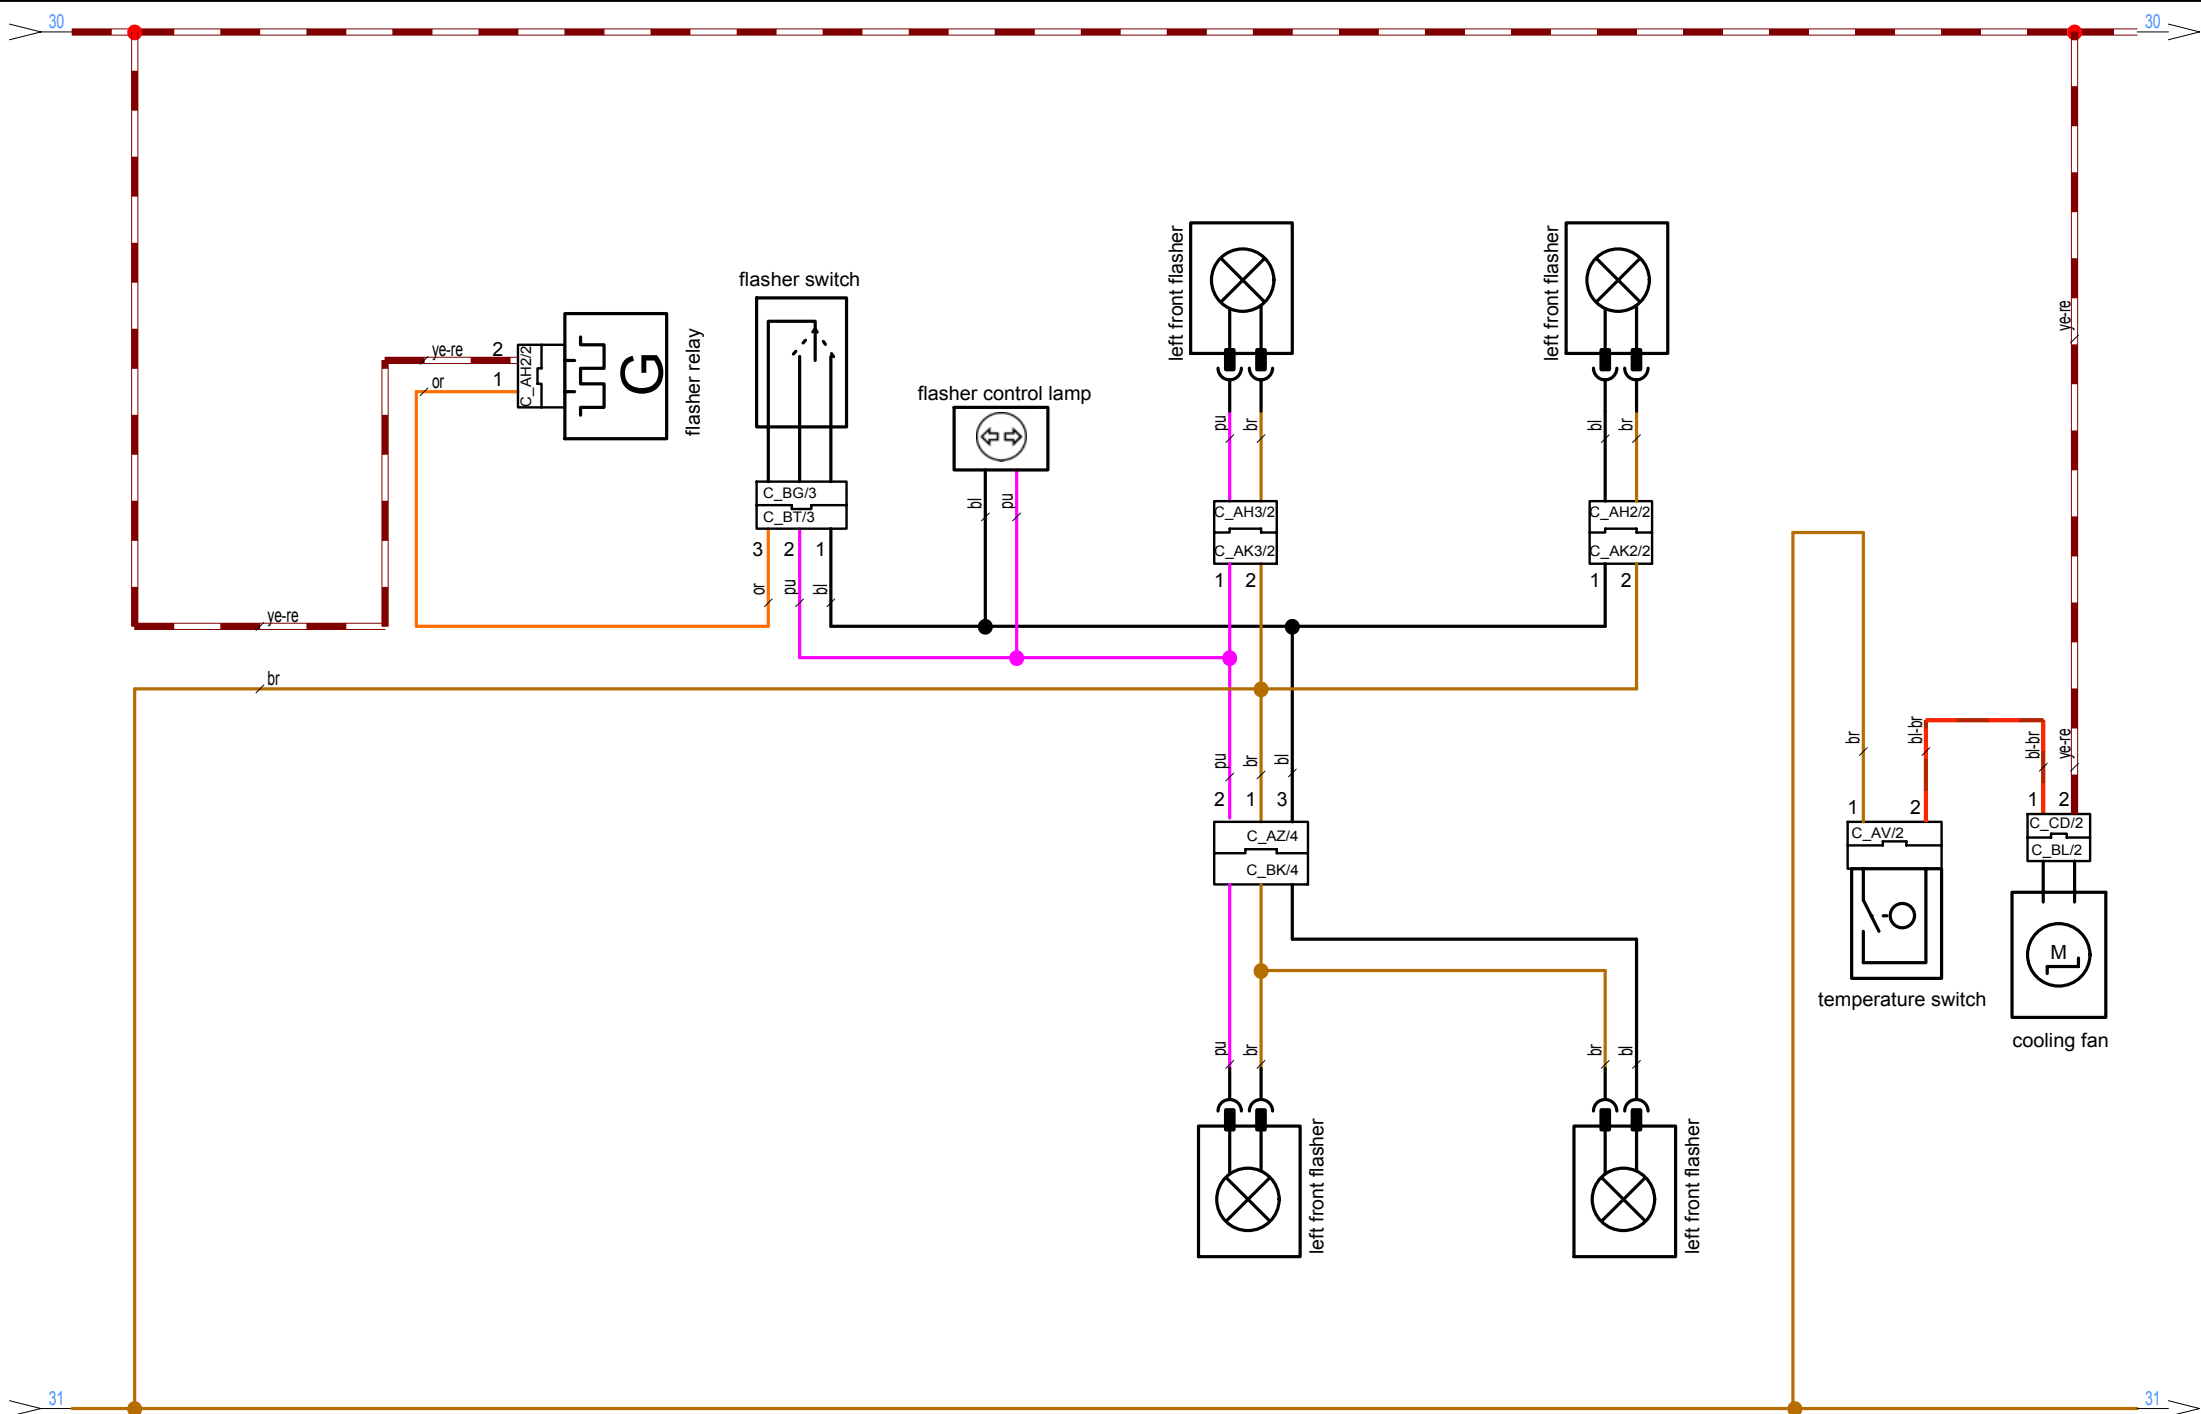 30
30
left front flasher
left front flasher
flasher switch
ye-re
flasher relay
ye-re
2
C_AH2/2
G
or
1
flasher control lamp
pu
br
bl
br
C_BG/3
C_BT/3
bl
pu
C_AH3/2
C_AK3/2
C_AH2/2
C_AK2/2
3
2
1
1
2
1
2
or
pu
bl
ye-re
br
br
bl-br
bl-br
ye-re
pu
br
bl
2
1
3
1
2
1
2
C_AZ/4
C_BK/4
C_AV/2
C_CD/2
C_BL/2
M
temperature switch
cooling fan
pu
br
br
bl
left front flasher
left front flasher
31
31